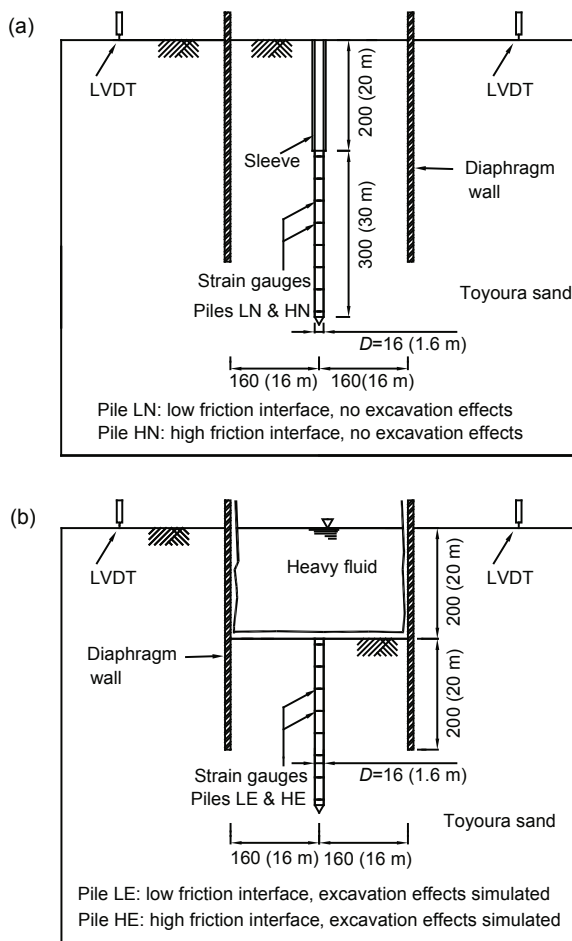 (a)
LVDT
LVDT
200 (20 m)
Sleeve
Diaphragm
wall
300 (30 m)
Strain gauges
Piles LN & HN
Toyoura sand
D=16 (1.6 m)
160 (16 m)
160(16 m)
Pile LN: low friction interface, no excavation effects
Pile HN: high friction interface, no excavation effects
(b)
Heavy fluid
LVDT
LVDT
200 (20 m)
Diaphragm
wall
200 (20 m)
Strain gauges
Piles LE & HE
D=16 (1.6 m)
Toyoura sand
160 (16 m)
160 (16 m)
Pile LE: low friction interface, excavation effects simulated
Pile HE: high friction interface, excavation effects simulated